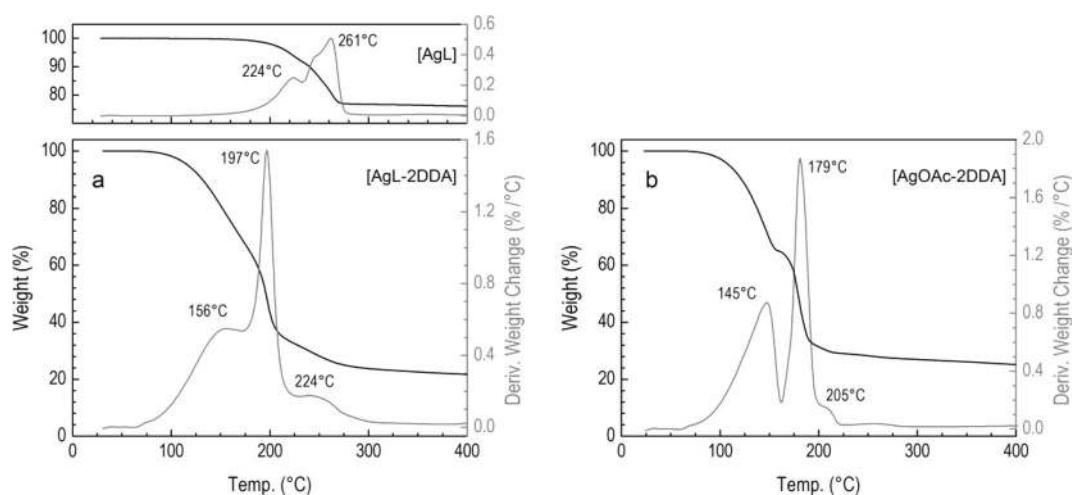 [AgL]
100
90
80
0.6
0.4
0.2
0.0
224°C
261°C
a
[AgL-2DDA]
Weight (%)
100
80
60
40
20
0
1.6
1.2
0.8
0.4
0.0
Deriv. Weight Change (% /°C)
156°C
197°C
224°C
0
100
200
300
400
Temp. (°C)
b
[AgOAc-2DDA]
Weight (%)
100
80
60
40
20
0
2.0
1.6
1.2
0.8
0.4
0.0
Deriv. Weight Change (% /°C)
145°C
179°C
205°C
0
100
200
300
400
Temp. (°C)